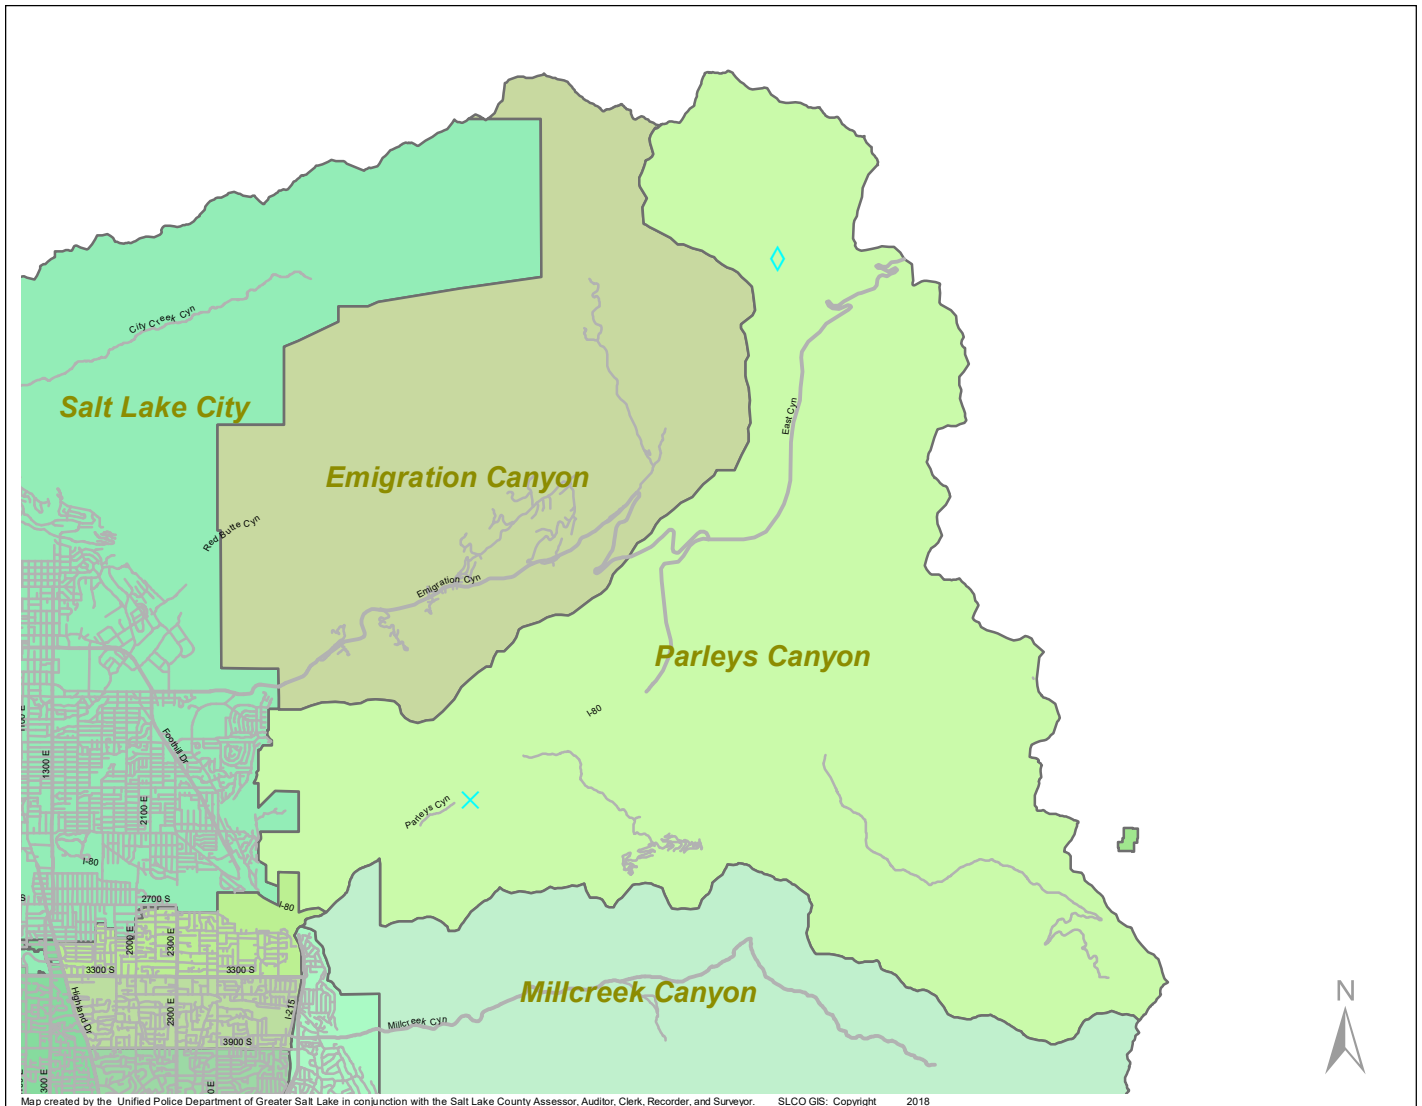 City Creek Cyn
Salt Lake City
East Cyn
Emigration Canyon
Red Butte Cyn
Emigration Cyn
Parleys Canyon
I-80
Foothill Dr
1300 E
2100 E
Parleys Cyn
I-80
2700 S
I-80
S
2000 E
2300 E
3300 S
3300 S
Highland Dr
2300 E
I-215
Millcreek Canyon
Millcreek Cyn
3900 S
300 E
0 E
N
Map created by the Unified Police Department of Greater Salt Lake in conjunction with the Salt Lake County Assessor, Auditor, Clerk, Recorder, and Surveyor. SLCO GIS: Copyright 2018